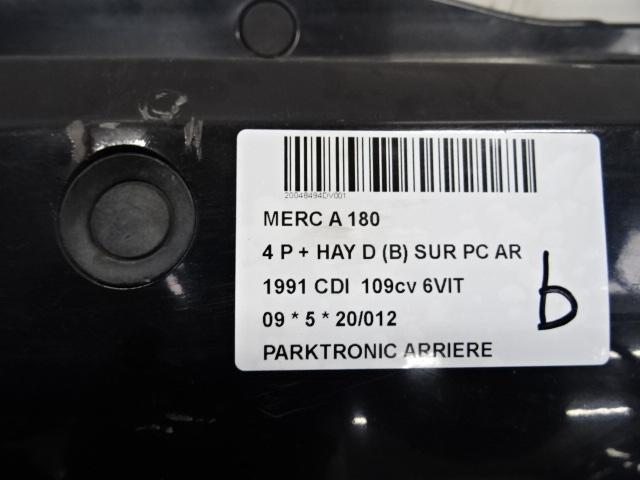 20048494DV001
MERC A 180
4 P + HAY D (B) SUR PC AR
1991 CDI 109cv 6VIT
09 * 5 * 20/012
PARKTRONIC ARRIERE
b